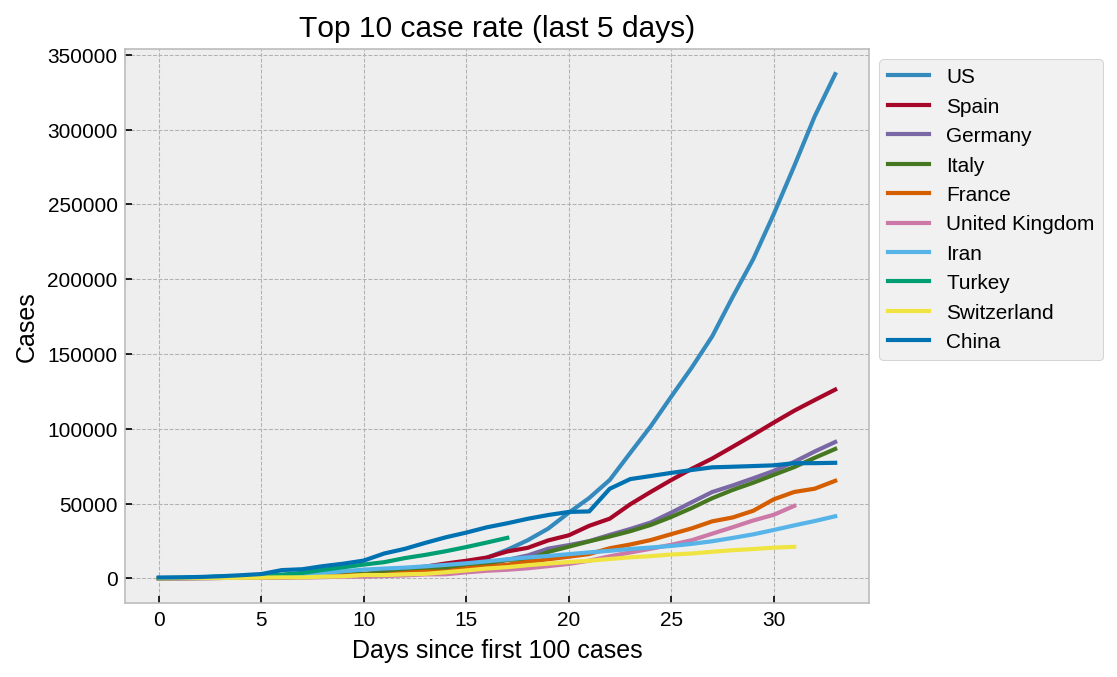 Top 10 case rate (last 5 days)
350000
300000
250000
200000
150000
100000
50000
0
Cases
0 5 10 15 20 25 30
Days since first 100 cases
US
Spain
Germany
Italy
France
United Kingdom
Iran
Turkey
Switzerland
China